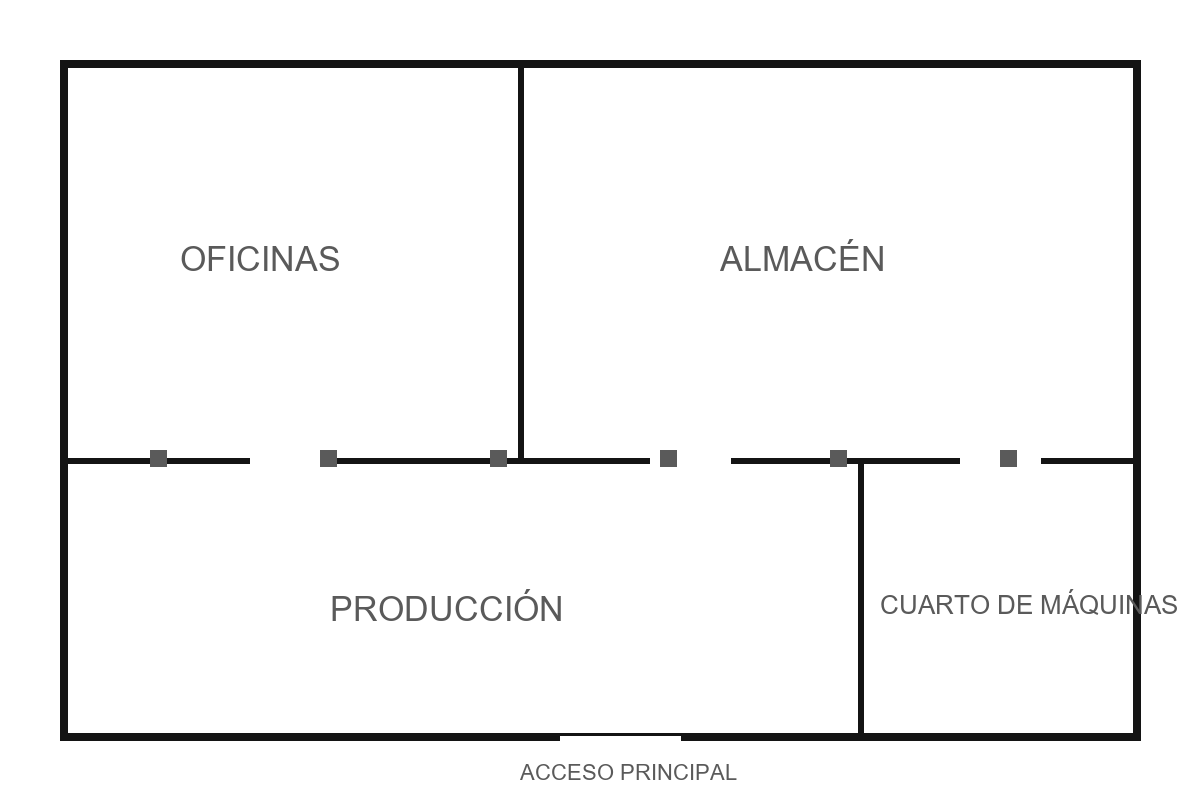 OFICINAS
ALMACÉN
PRODUCCIÓN
CUARTO DE MÁQUINAS
ACCESO PRINCIPAL